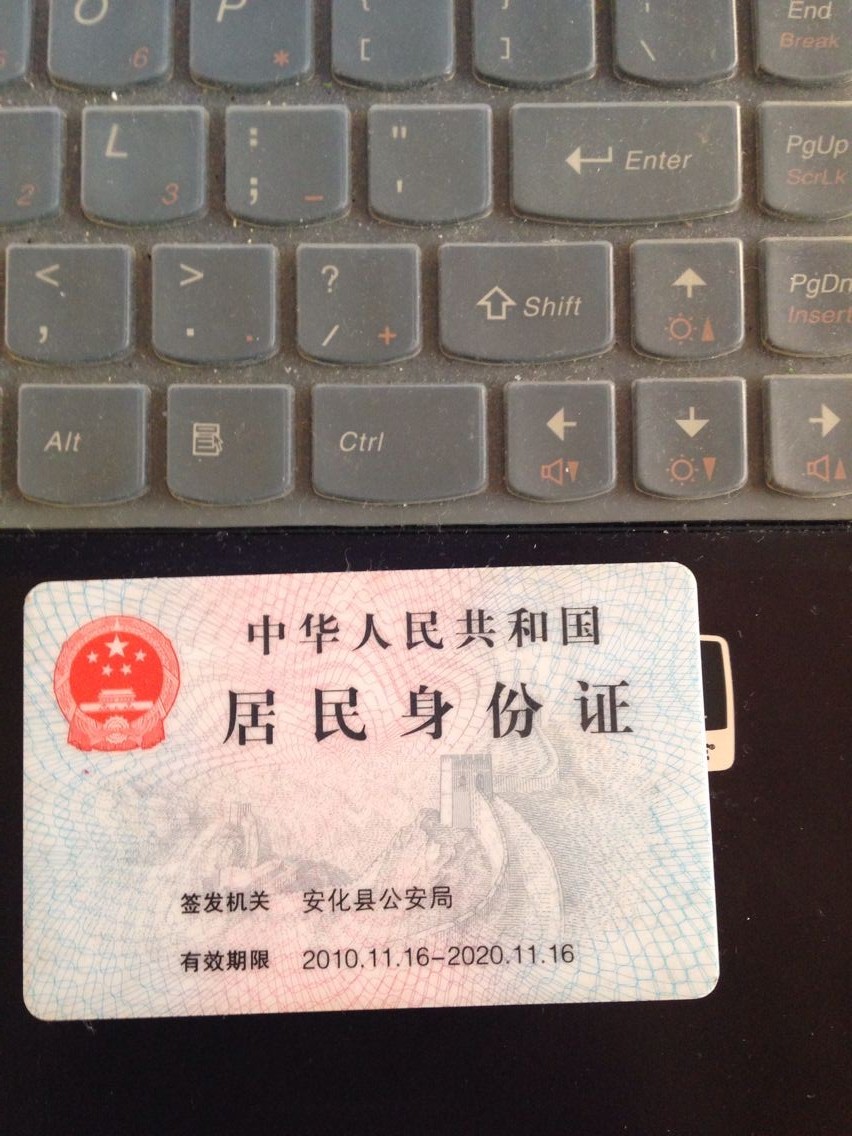 O P { [ } ] | \ End
6 * Break
L : ; " ' Enter PgUp
2 3 - ScrLk
< , > . ? / Shift PgDn
. + Insert
Alt Ctrl
中华人民共和国
居民身份证
签发机关 安化县公安局
有效期限 2010.11.16-2020.11.16